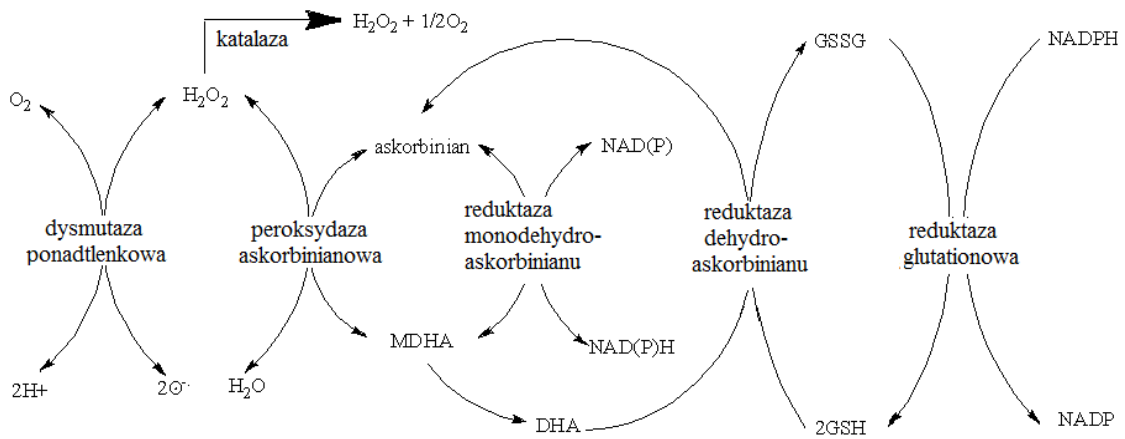 H₂O₂ + 1/2O₂
katalaza
GSSG
NADPH
O₂
H₂O₂
askorbinian
NAD(P)
dysmutaza
ponadtlenkowa
peroksydaza
askorbinianowa
reduktaza
monodehydro-
askorbinianu
reduktaza
dehydro-
askorbinianu
reduktaza
glutationowa
MDHA
NAD(P)H
2H+
2O⁻·
H₂O
DHA
2GSH
NADP